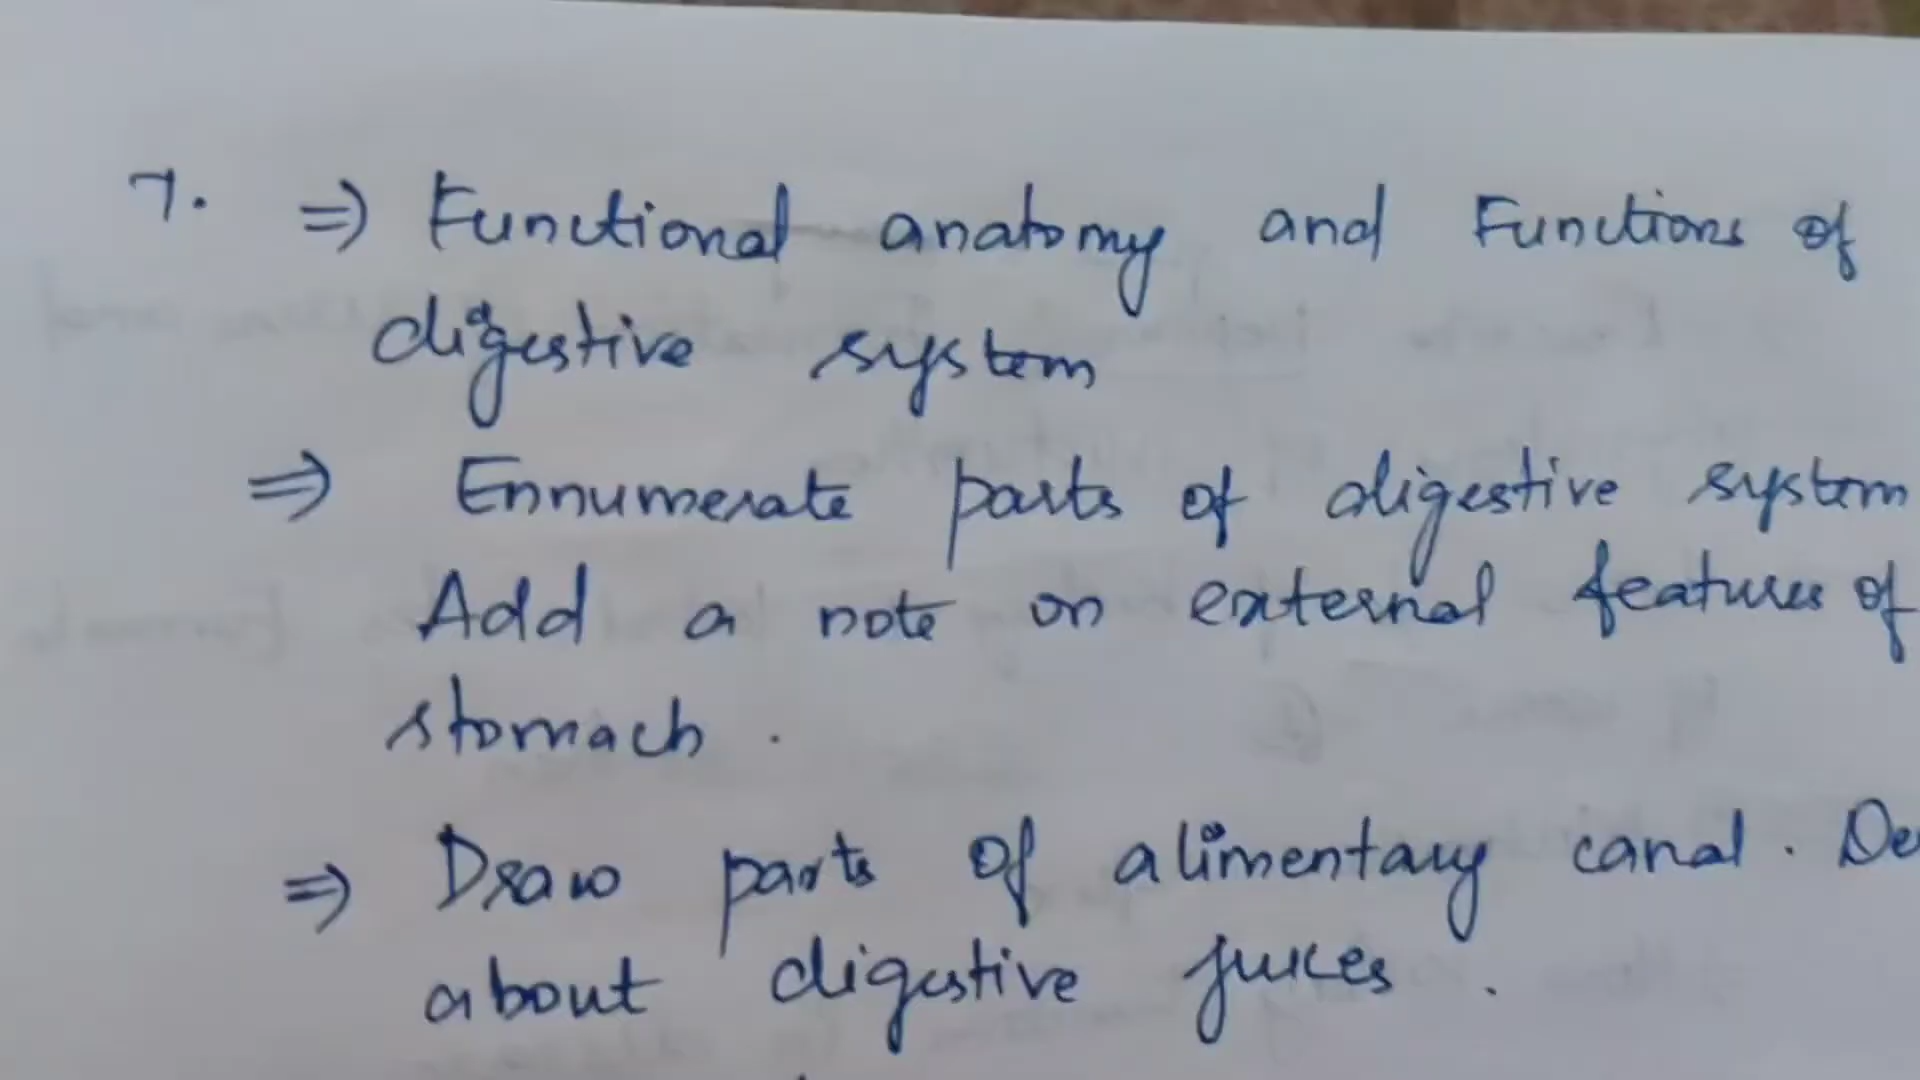 7. ⇒ Functional anatomy and Functions of
digestive system
⇒ Ennumerate parts of digestive system
Add a note on external features of
stomach .
⇒ Draw parts of alimentary canal . De
about digestive juices .